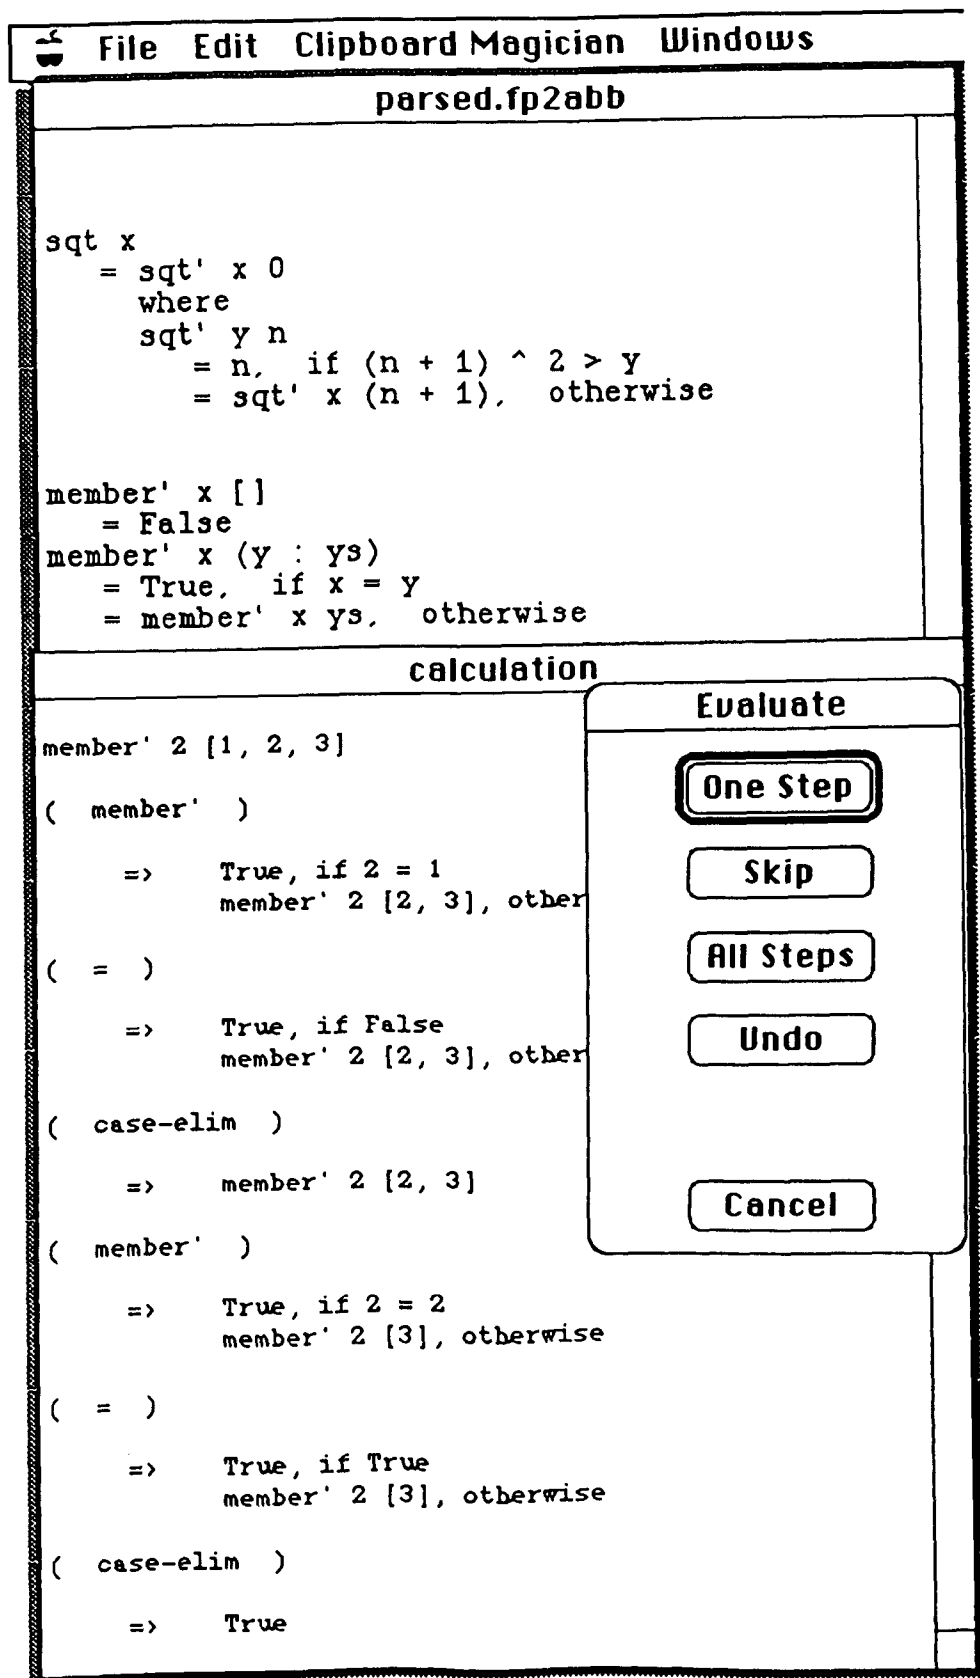 File Edit Clipboard Magician Windows
parsed.fp2abb
sqt x
= sqt' x 0
where
sqt' y n
= n, if (n + 1) ^ 2 > y
= sqt' x (n + 1), otherwise
member' x []
= False
member' x (y : ys)
= True, if x = y
= member' x ys, otherwise
calculation
member' 2 [1, 2, 3]
( member' )
=> True, if 2 = 1
member' 2 [2, 3], other
( = )
=> True, if False
member' 2 [2, 3], other
( case-elim )
=> member' 2 [2, 3]
( member' )
=> True, if 2 = 2
member' 2 [3], otherwise
( = )
=> True, if True
member' 2 [3], otherwise
( case-elim )
=> True
Evaluate
One Step
Skip
All Steps
Undo
Cancel